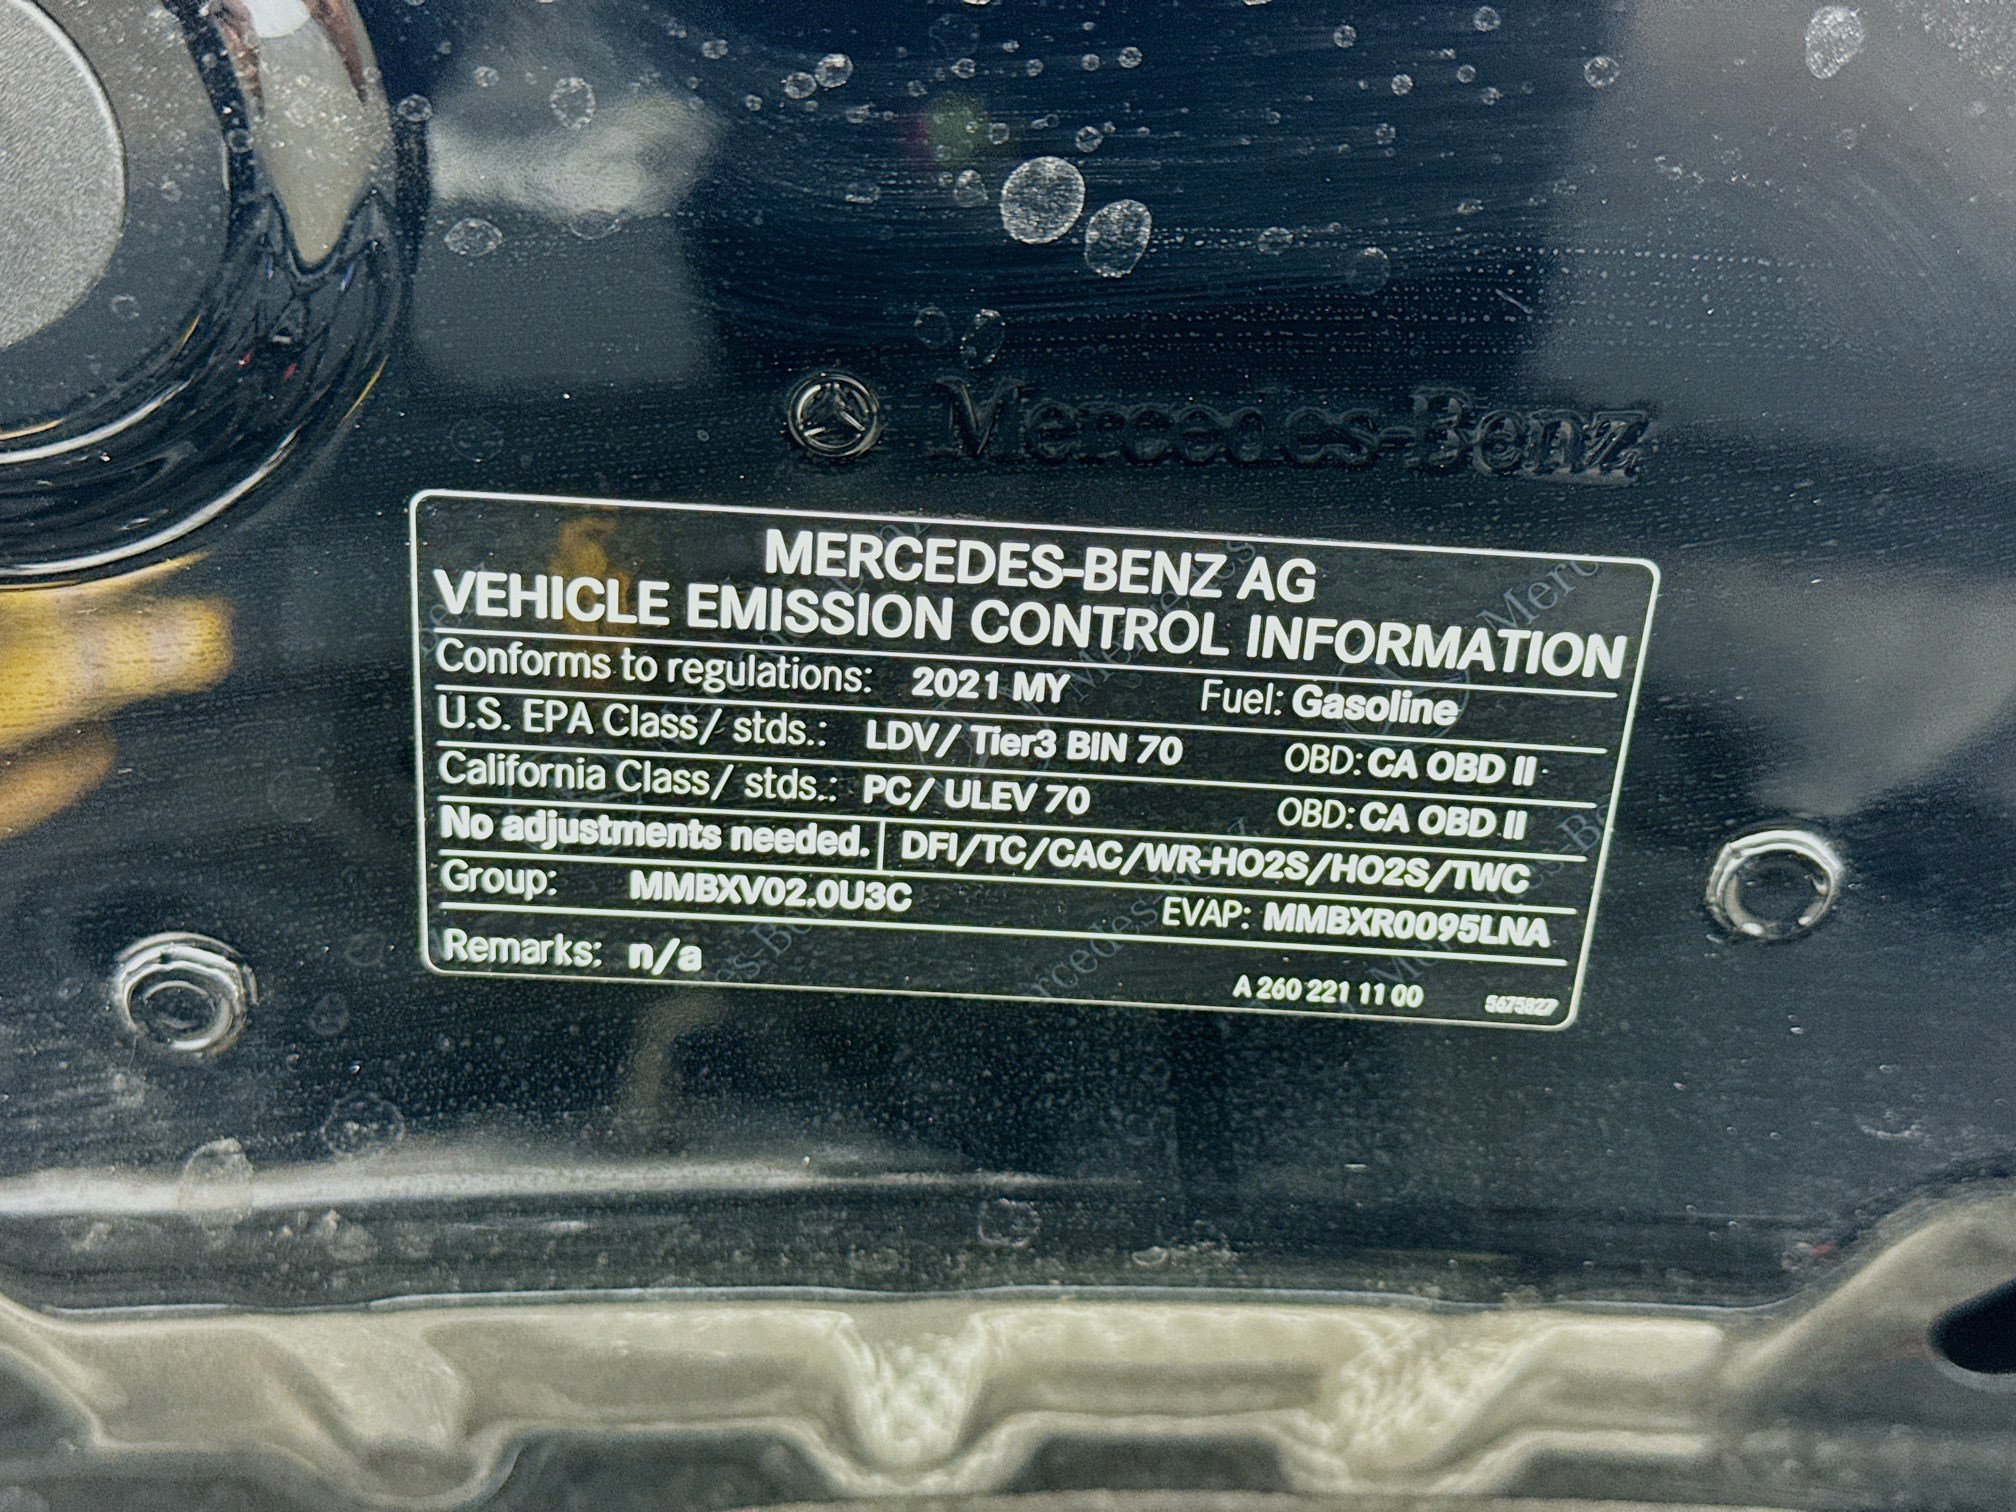 Mercedes-Benz
MERCEDES-BENZ AG
VEHICLE EMISSION CONTROL INFORMATION
Conforms to regulations: 2021 MY Fuel: Gasoline
U.S. EPA Class/ stds.: LDV/ Tier3 BIN 70 OBD: CA OBD II
California Class/ stds.: PC/ ULEV 70 OBD: CA OBD II
No adjustments needed. DFI/TC/CAC/WR-HO2S/HO2S/TWC
Group: MMBXV02.0U3C EVAP: MMBXR0095LNA
Remarks: n/a
A 260 221 11 00